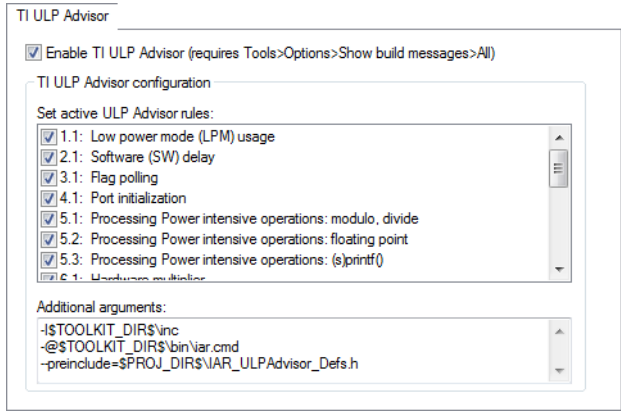 TI ULP Advisor
Enable TI ULP Advisor (requires Tools>Options>Show build messages>All)
TI ULP Advisor configuration
Set active ULP Advisor rules:
1.1: Low power mode (LPM) usage
2.1: Software (SW) delay
3.1: Flag polling
4.1: Port initialization
5.1: Processing Power intensive operations: modulo, divide
5.2: Processing Power intensive operations: floating point
5.3: Processing Power intensive operations: (s)printf()
6.1: Hardware multiplier
Additional arguments:
-I$TOOLKIT_DIR$\inc
-@$TOOLKIT_DIR$\bin\iar.cmd
--preinclude=$PROJ_DIR$\IAR_ULPAdvisor_Defs.h